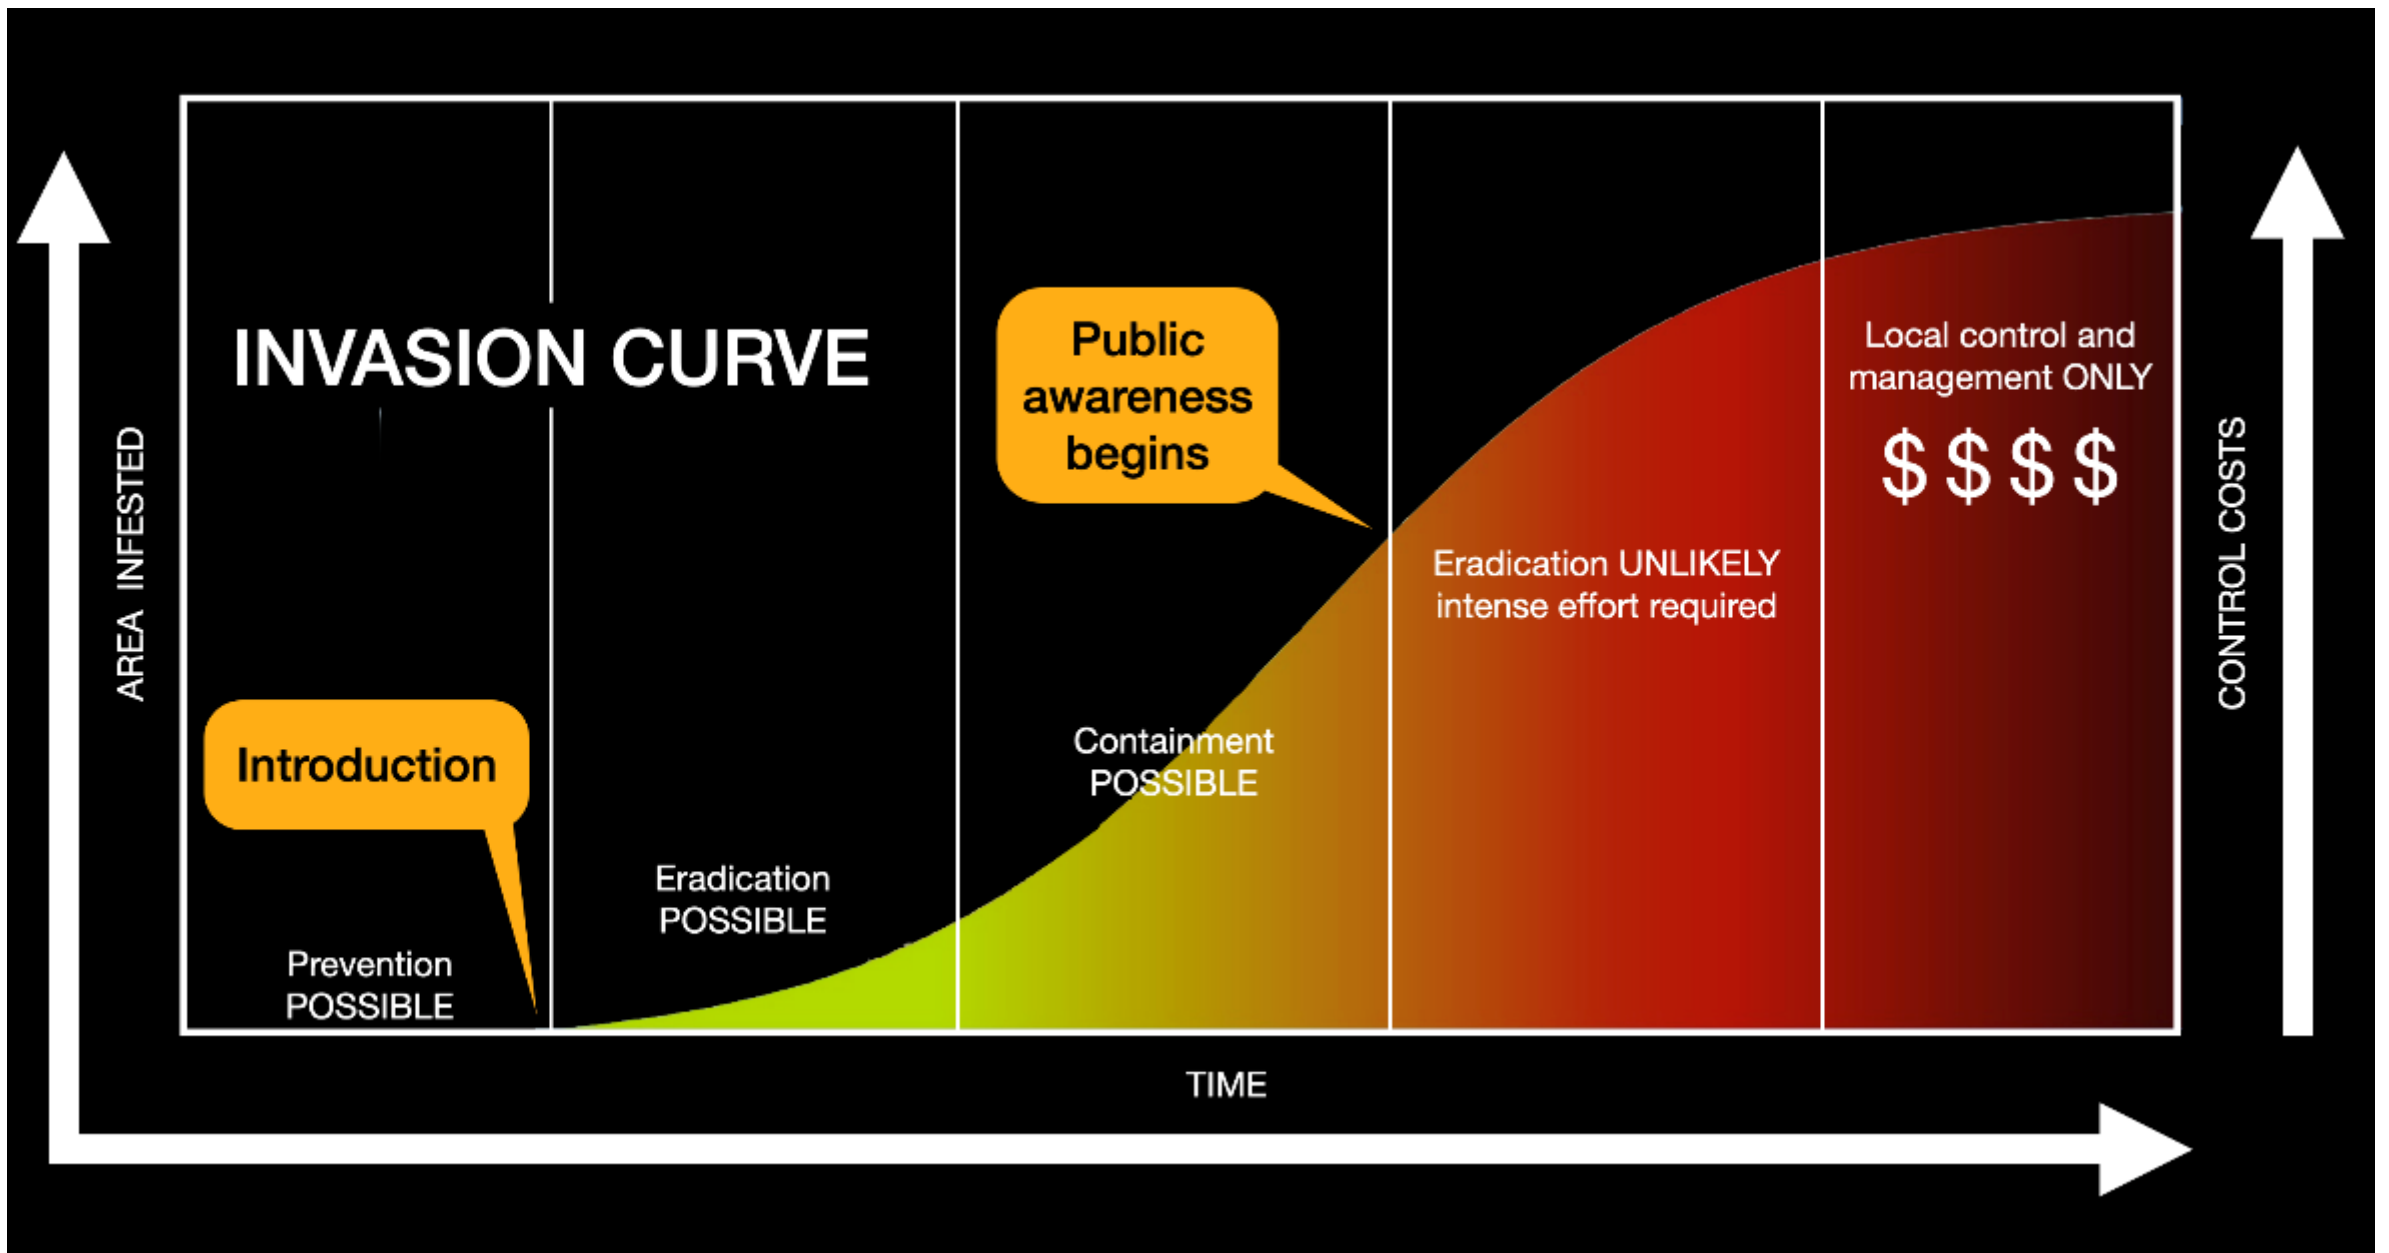 INVASION CURVE
Introduction
Prevention
POSSIBLE
Eradication
POSSIBLE
Public
awareness
begins
Containment
POSSIBLE
Eradication UNLIKELY
intense effort required
Local control and
management ONLY
$ $ $ $
AREA INFESTED
CONTROL COSTS
TIME